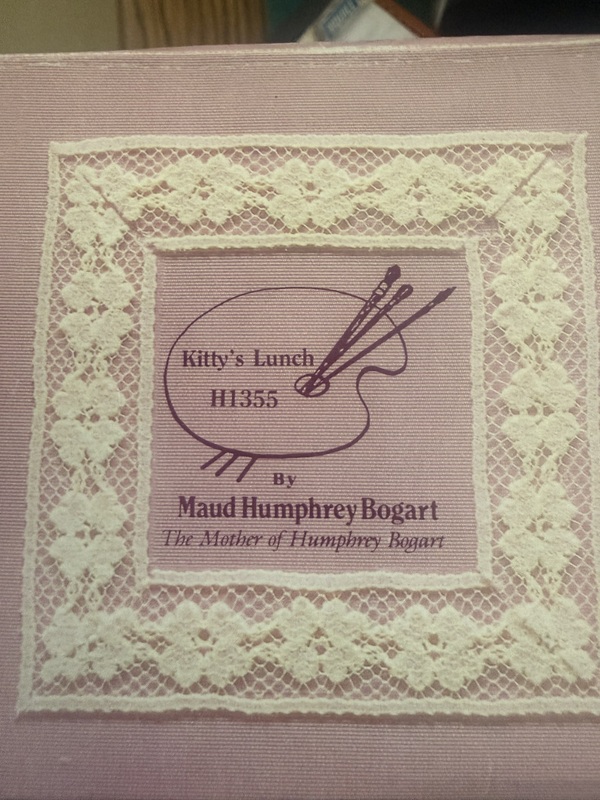 Kitty's Lunch
H1355
By
Maud Humphrey Bogart
The Mother of Humphrey Bogart